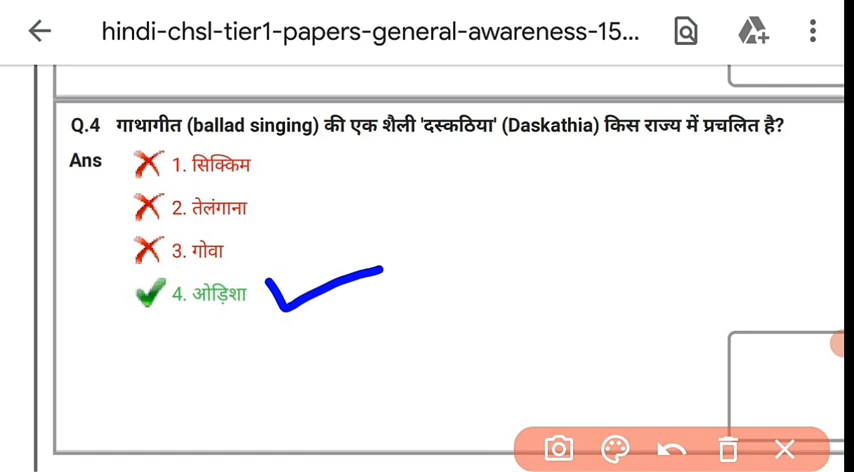 hindi-chsl-tier1-papers-general-awareness-15...
Q.4 गाथागीत (ballad singing) की एक शैली 'दस्कठिया' (Daskathia) किस राज्य में प्रचलित है?
Ans 1. सिक्किम
2. तेलंगाना
3. गोवा
4. ओड़िशा